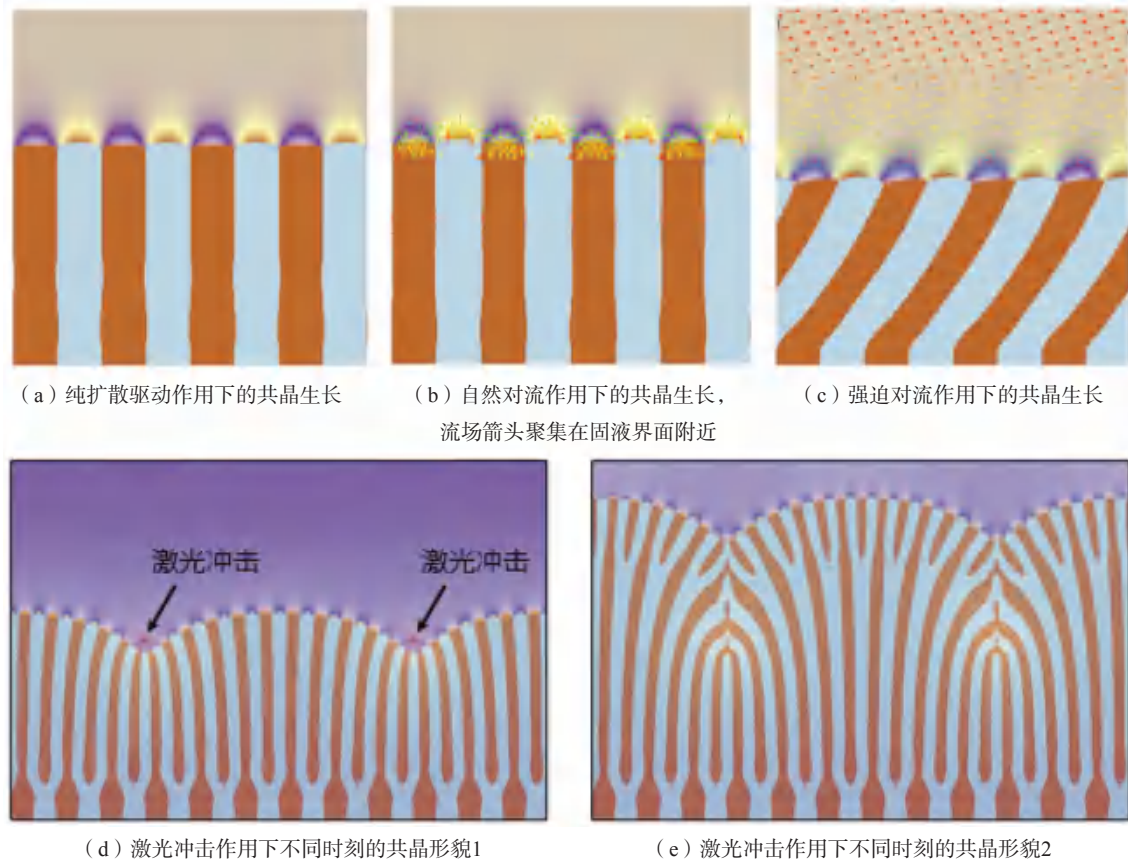 （a）纯扩散驱动作用下的共晶生长
（b）自然对流作用下的共晶生长，
流场箭头聚集在固液界面附近
（c）强迫对流作用下的共晶生长
激光冲击
激光冲击
（d）激光冲击作用下不同时刻的共晶形貌1
（e）激光冲击作用下不同时刻的共晶形貌2